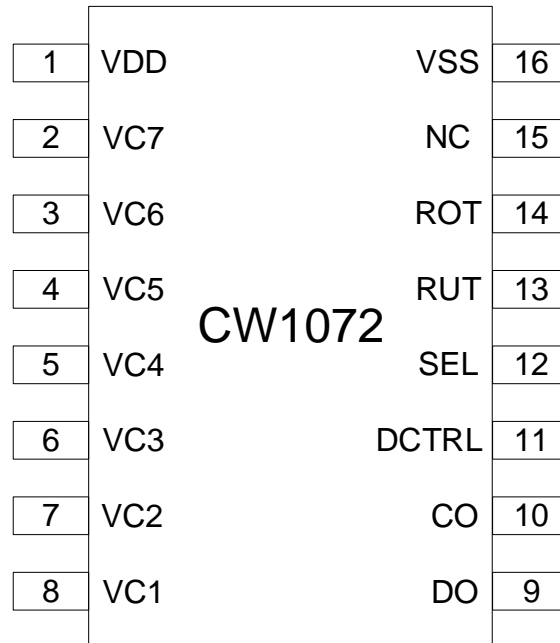 1 VDD VSS 16
2 VC7 NC 15
3 VC6 ROT 14
4 VC5 RUT 13
CW1072
5 VC4 SEL 12
6 VC3 DCTRL 11
7 VC2 CO 10
8 VC1 DO 9